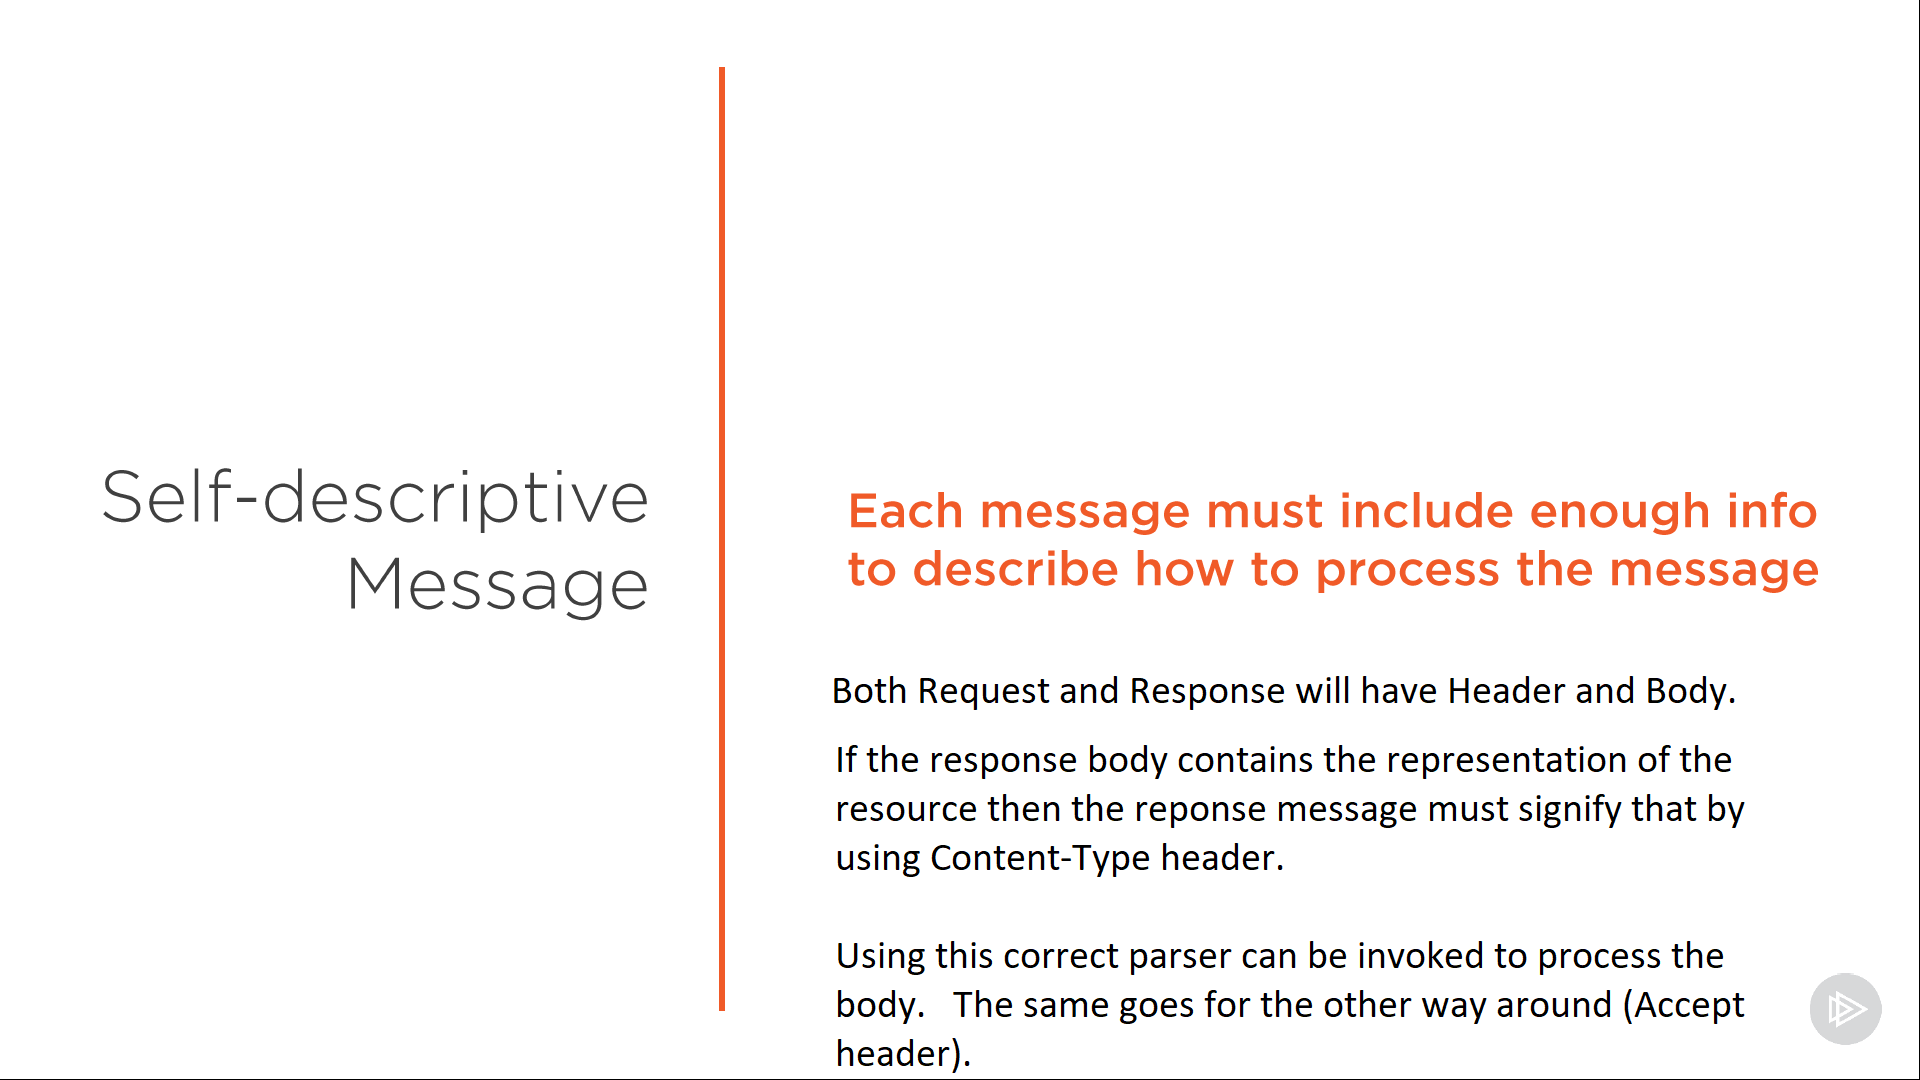 Self-descriptive
Message
Each message must include enough info
to describe how to process the message
Both Request and Response will have Header and Body.
If the response body contains the representation of the
resource then the reponse message must signify that by
using Content-Type header.
Using this correct parser can be invoked to process the
body.   The same goes for the other way around (Accept
header).